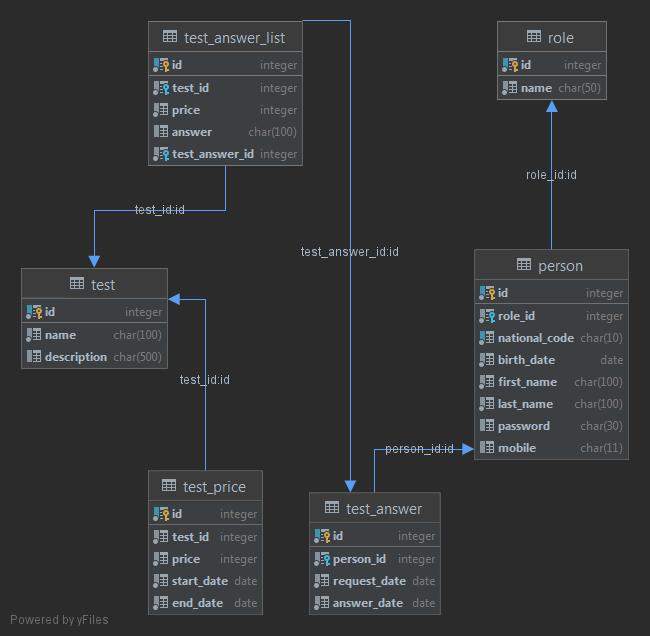 test_answer_list
id integer
test_id integer
price integer
answer char(100)
test_answer_id integer
role
id integer
name char(50)
role_id:id
test_id:id
test_answer_id:id
person
id integer
role_id integer
national_code char(10)
birth_date date
first_name char(100)
last_name char(100)
password char(30)
mobile char(11)
test
id integer
name char(100)
description char(500)
test_id:id
person_id:id
test_price
id integer
test_id integer
price integer
start_date date
end_date date
test_answer
id integer
person_id integer
request_date date
answer_date date
Powered by yFiles